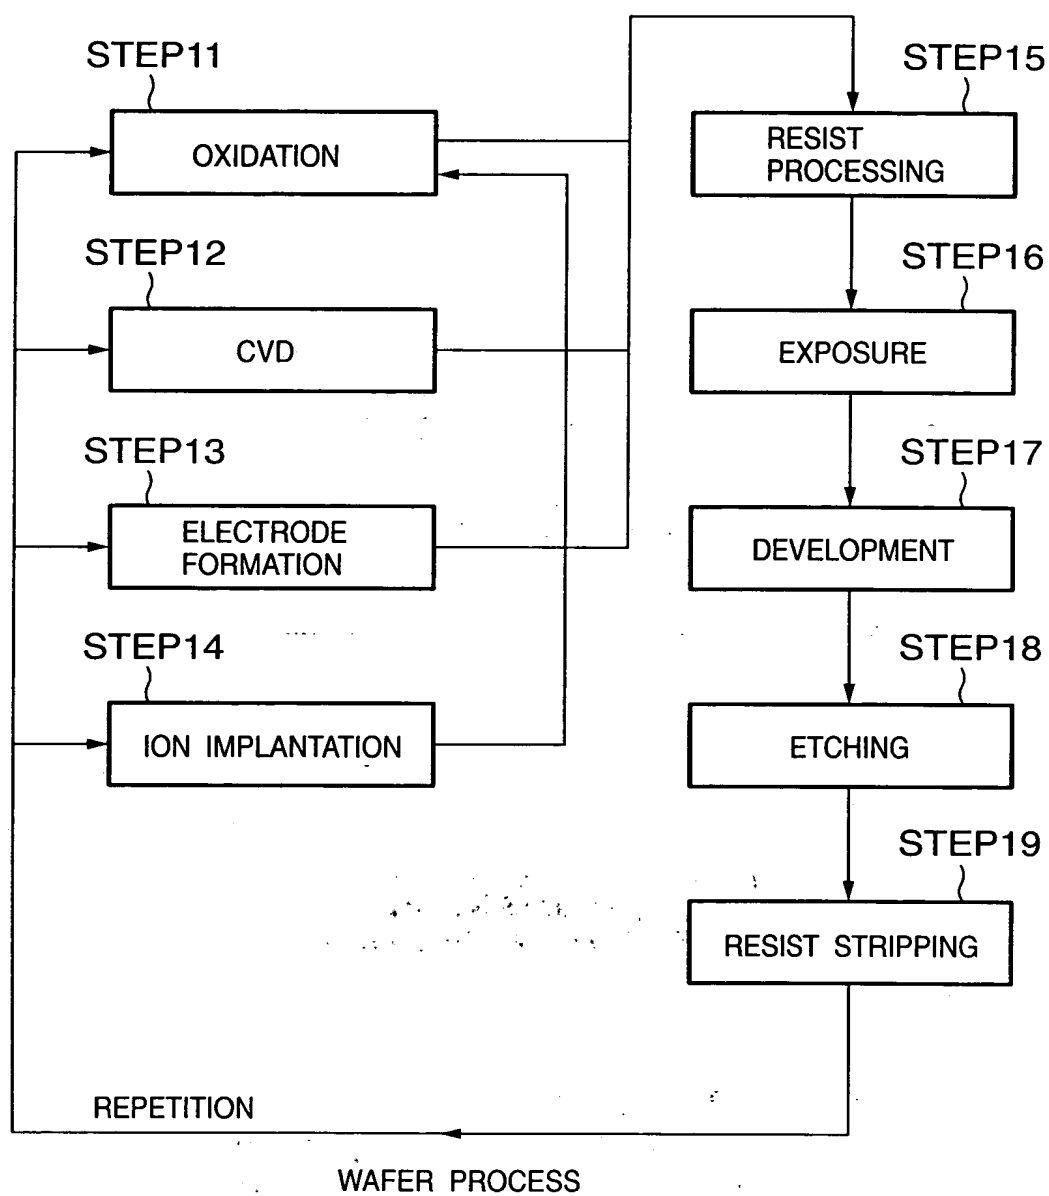 STEP11
OXIDATION
STEP12
CVD
STEP13
ELECTRODE
FORMATION
STEP14
ION IMPLANTATION
STEP15
RESIST
PROCESSING
STEP16
EXPOSURE
STEP17
DEVELOPMENT
STEP18
ETCHING
STEP19
RESIST STRIPPING
REPETITION
WAFER PROCESS